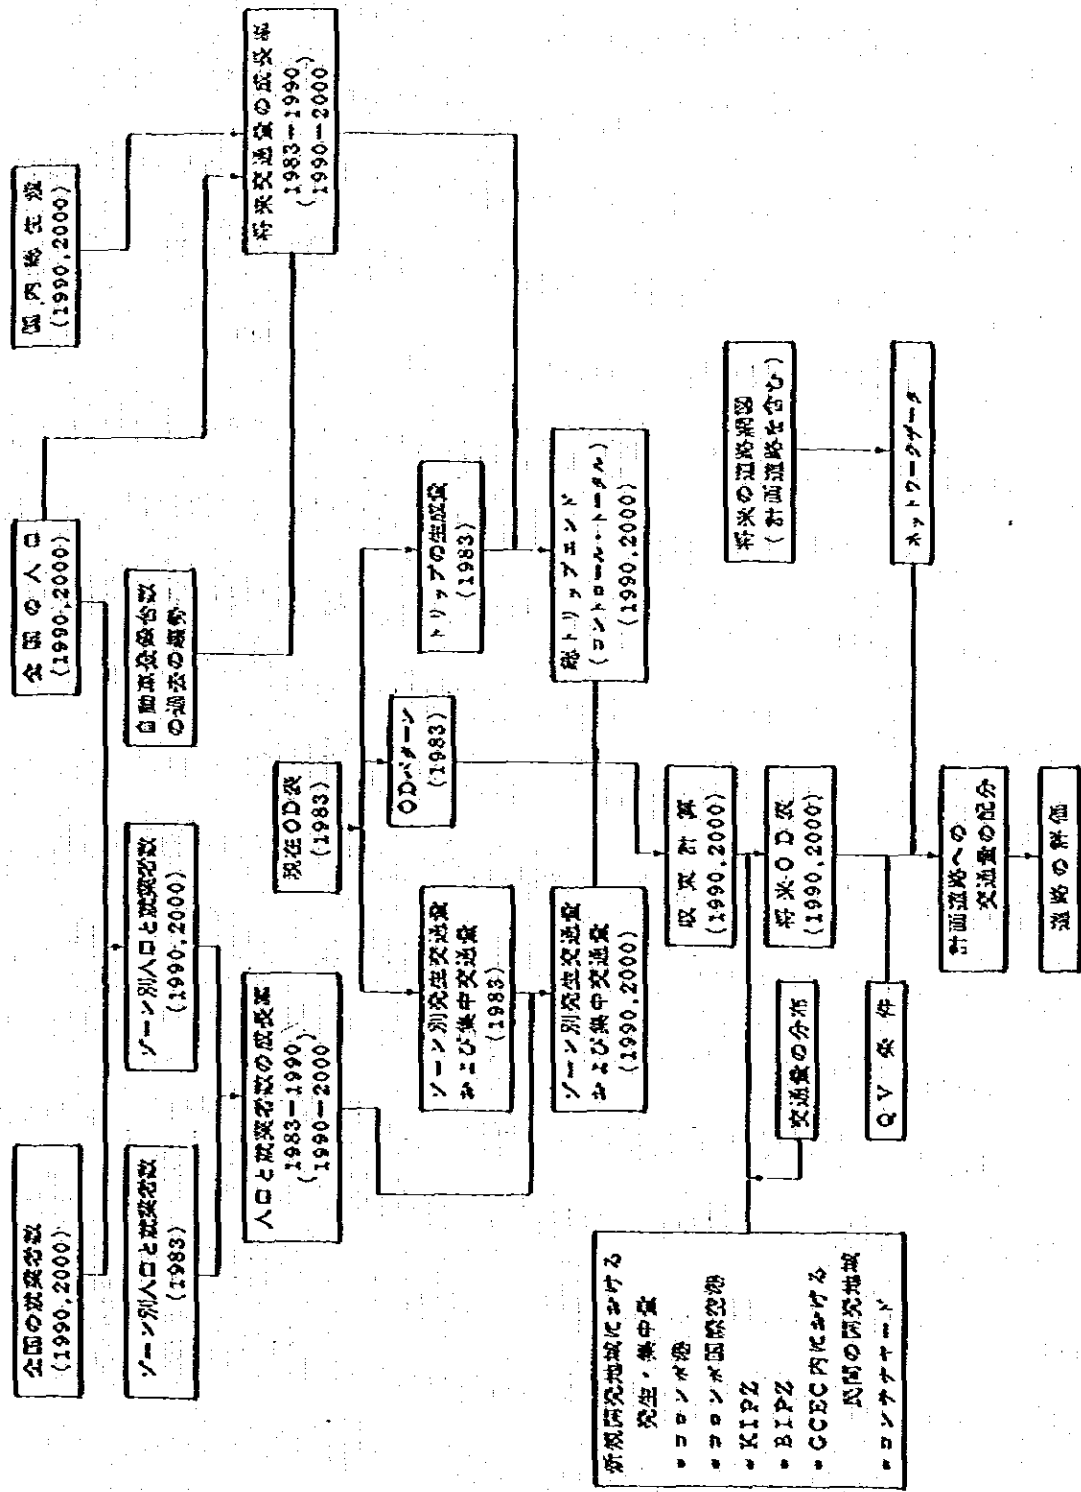 全国の就業者数
(1990,2000)
全国の人口
(1990,2000)
国内総生産
(1990,2000)
ゾーン別人口と就業者数
(1983)
ゾーン別人口と就業者数
(1990,2000)
自動車登録台数
の過去の趨勢
人口と就業者数の成長率
(1983-1990
1990-2000)
現在OD表
(1983)
将来交通量の成長率
(1983-1990
1990-2000)
ゾーン別発生交通量
および集中交通量
(1983)
ODパターン
(1983)
トリップの生成量
(1983)
ゾーン別発生交通量
および集中交通量
(1990,2000)
総トリップエンド
(コントロール・トータル)
(1990,2000)
新規開発地域における
発生・集中量
・コロンボ港
・コロンボ国際空港
・KIPZ
・BIPZ
・GCEC内における
民間の開発地域
・コンテナヤード
収束計算
(1990,2000)
交通量の分布
将来OD表
(1990,2000)
将来の道路網図
(計画道路を含む)
QV条件
ネットワークデータ
計画道路への
交通量の配分
道路の評価